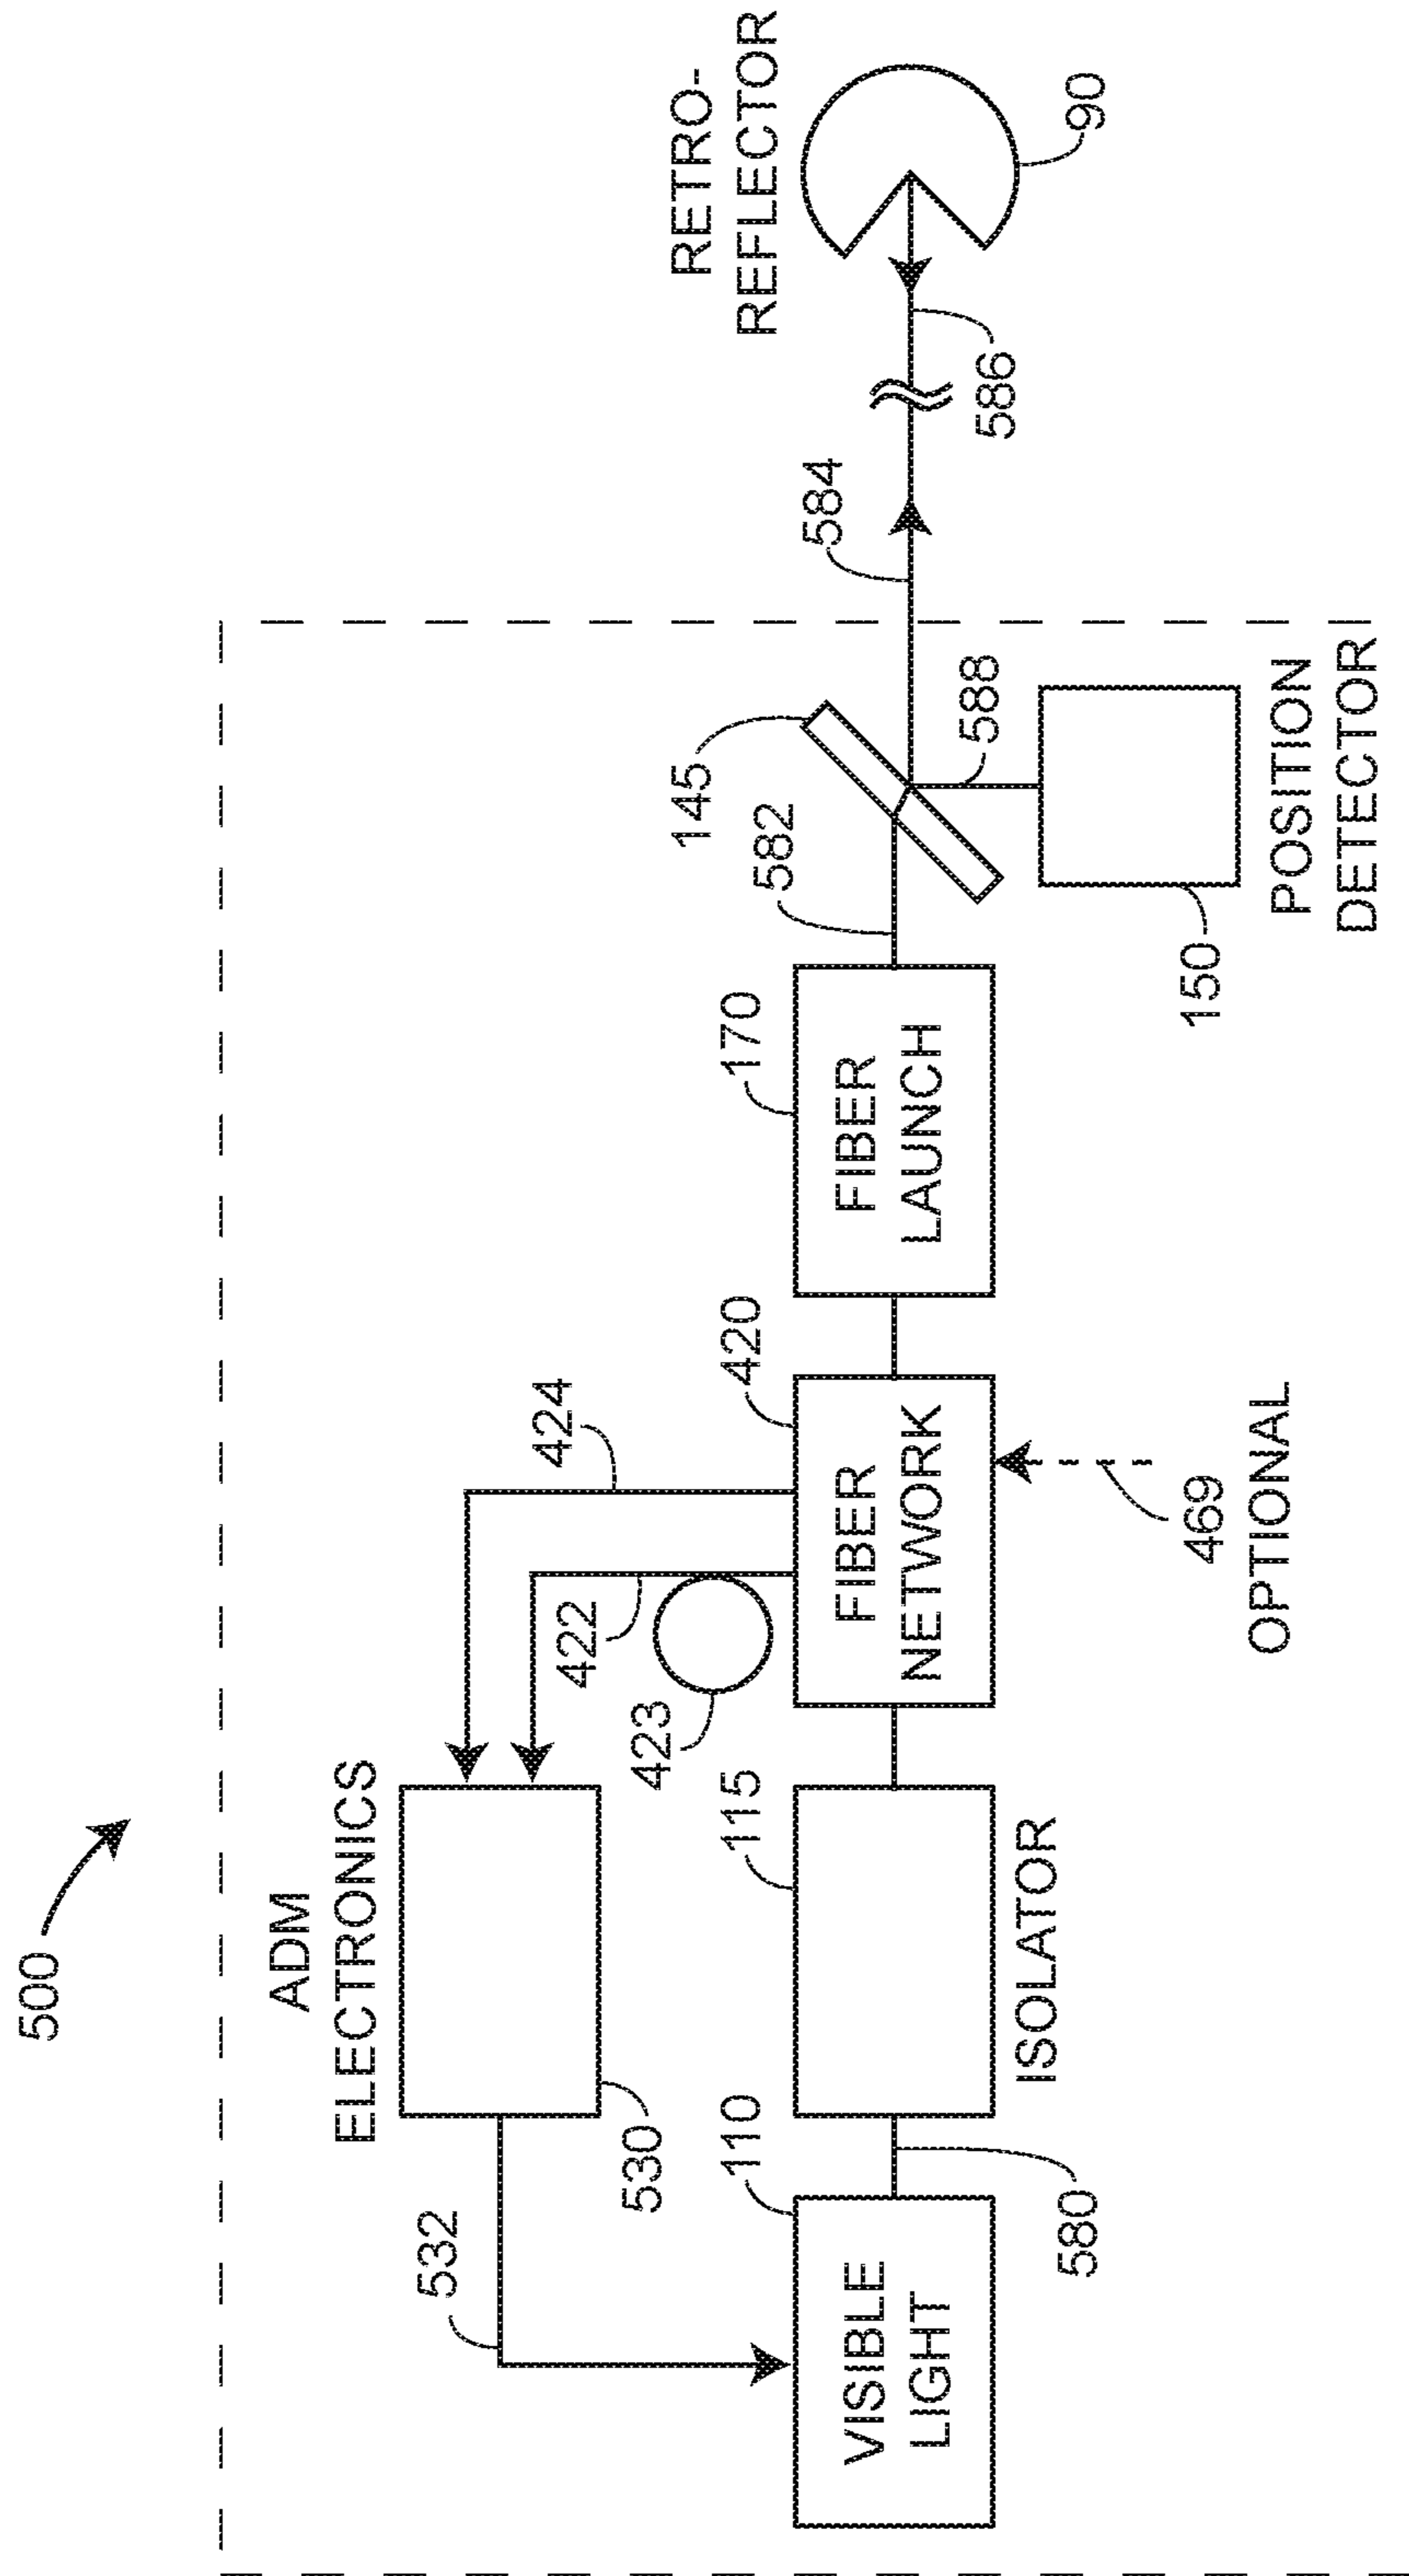 500
ADM
ELECTRONICS
532
530
424
422
423
110
VISIBLE
LIGHT
580
115
ISOLATOR
420
FIBER
NETWORK
469
OPTIONAL
170
FIBER
LAUNCH
582
145
588
150
POSITION
DETECTOR
584
586
RETRO-
REFLECTOR
90